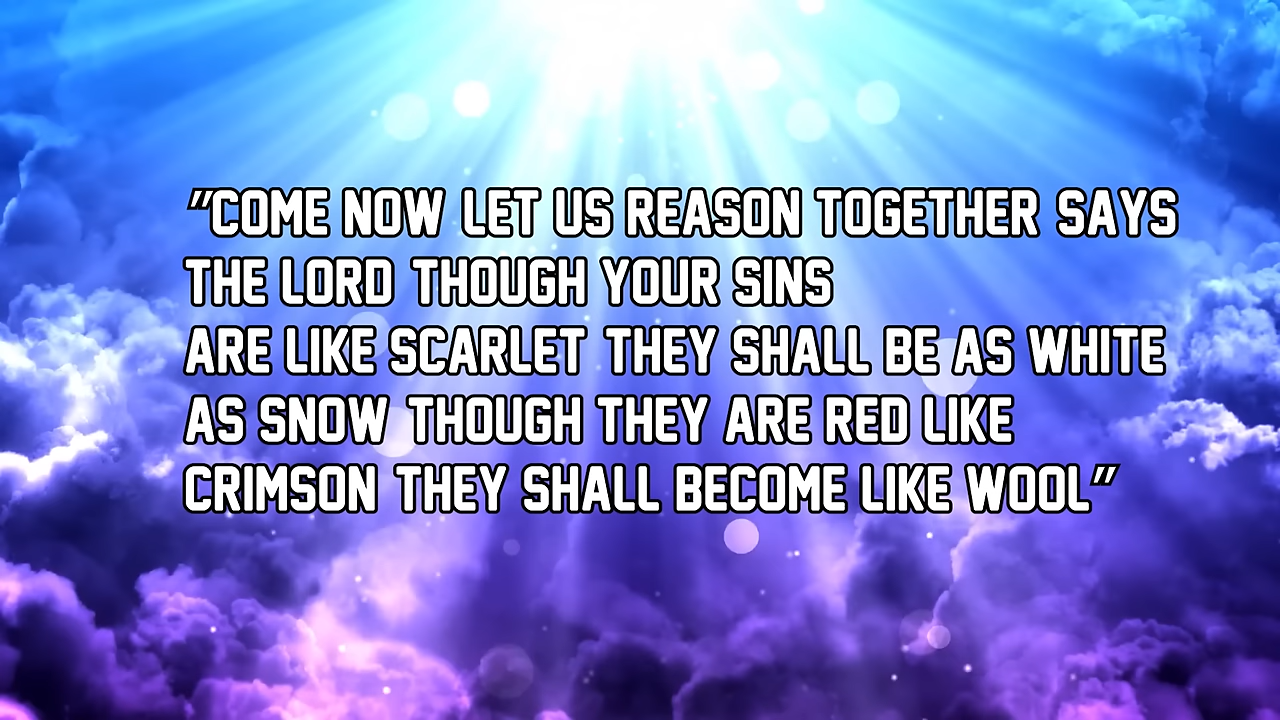 "COME NOW LET US REASON TOGETHER SAYS
THE LORD THOUGH YOUR SINS
ARE LIKE SCARLET THEY SHALL BE AS WHITE
AS SNOW THOUGH THEY ARE RED LIKE
CRIMSON THEY SHALL BECOME LIKE WOOL"